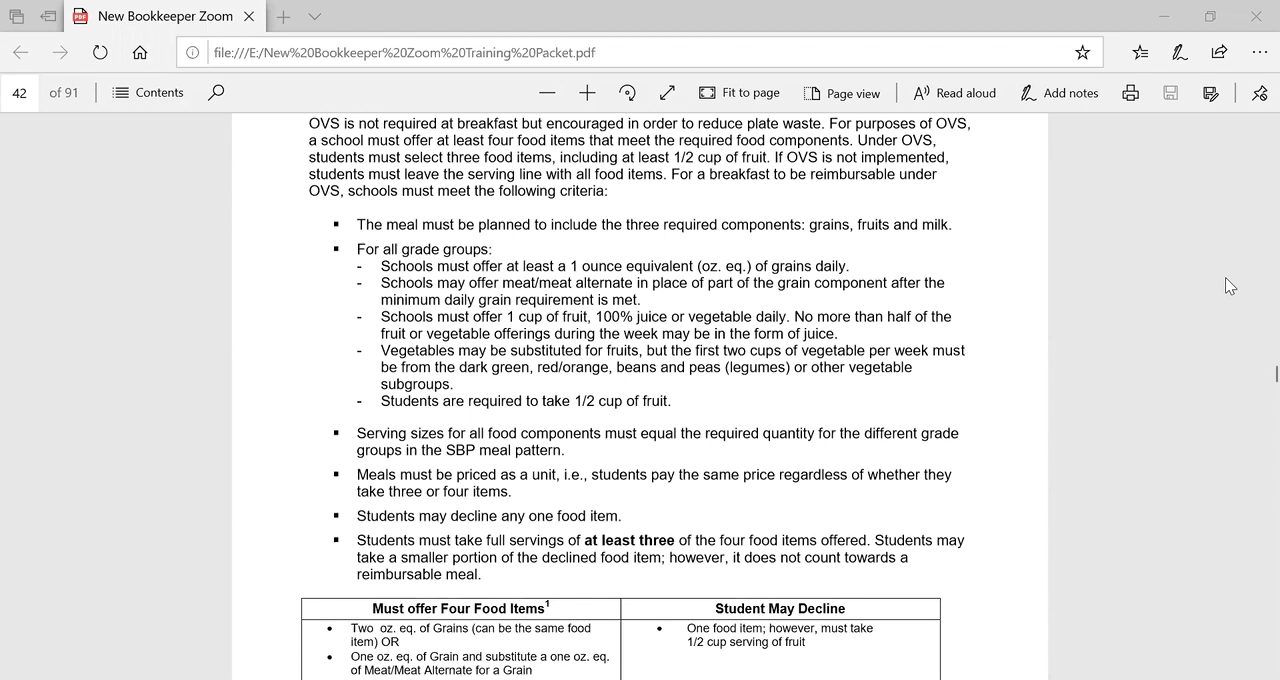 New Bookkeeper Zoom
file:///E:/New%20Bookkeeper%20Zoom%20Training%20Packet.pdf
42 of 91 Contents Fit to page Page view Read aloud Add notes
OVS is not required at breakfast but encouraged in order to reduce plate waste. For purposes of OVS,
a school must offer at least four food items that meet the required food components. Under OVS,
students must select three food items, including at least 1/2 cup of fruit. If OVS is not implemented,
students must leave the serving line with all food items. For a breakfast to be reimbursable under
OVS, schools must meet the following criteria:
▪ The meal must be planned to include the three required components: grains, fruits and milk.
▪ For all grade groups:
- Schools must offer at least a 1 ounce equivalent (oz. eq.) of grains daily.
- Schools may offer meat/meat alternate in place of part of the grain component after the
minimum daily grain requirement is met.
- Schools must offer 1 cup of fruit, 100% juice or vegetable daily. No more than half of the
fruit or vegetable offerings during the week may be in the form of juice.
- Vegetables may be substituted for fruits, but the first two cups of vegetable per week must
be from the dark green, red/orange, beans and peas (legumes) or other vegetable
subgroups.
- Students are required to take 1/2 cup of fruit.
▪ Serving sizes for all food components must equal the required quantity for the different grade
groups in the SBP meal pattern.
▪ Meals must be priced as a unit, i.e., students pay the same price regardless of whether they
take three or four items.
▪ Students may decline any one food item.
▪ Students must take full servings of at least three of the four food items offered. Students may
take a smaller portion of the declined food item; however, it does not count towards a
reimbursable meal.
Must offer Four Food Items1
• Two oz. eq. of Grains (can be the same food
item) OR
• One oz. eq. of Grain and substitute a one oz. eq.
of Meat/Meat Alternate for a Grain
Student May Decline
• One food item; however, must take
1/2 cup serving of fruit